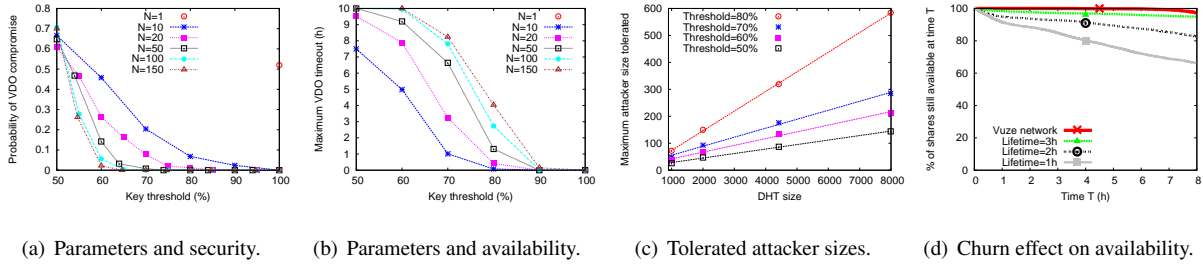 Probability of VDO compromise
0.8
0.7
0.6
0.5
0.4
0.3
0.2
0.1
0
50 60 70 80 90 100
Key threshold (%)
N=1
N=10
N=20
N=50
N=100
N=150
(a) Parameters and security.
Maximum VDO timeout (h)
10
9
8
7
6
5
4
3
2
1
0
50 60 70 80 90 100
Key threshold (%)
N=1
N=10
N=20
N=50
N=100
N=150
(b) Parameters and availability.
Maximum attacker size tolerated
600
500
400
300
200
100
0
1000 2000 3000 4000 5000 6000 7000 8000
DHT size
Threshold=80%
Threshold=70%
Threshold=60%
Threshold=50%
(c) Tolerated attacker sizes.
% of shares still available at time T
100
80
60
40
20
0
0 2 4 6 8
Time T (h)
Vuze network
Lifetime=3h
Lifetime=2h
Lifetime=1h
(d) Churn effect on availability.